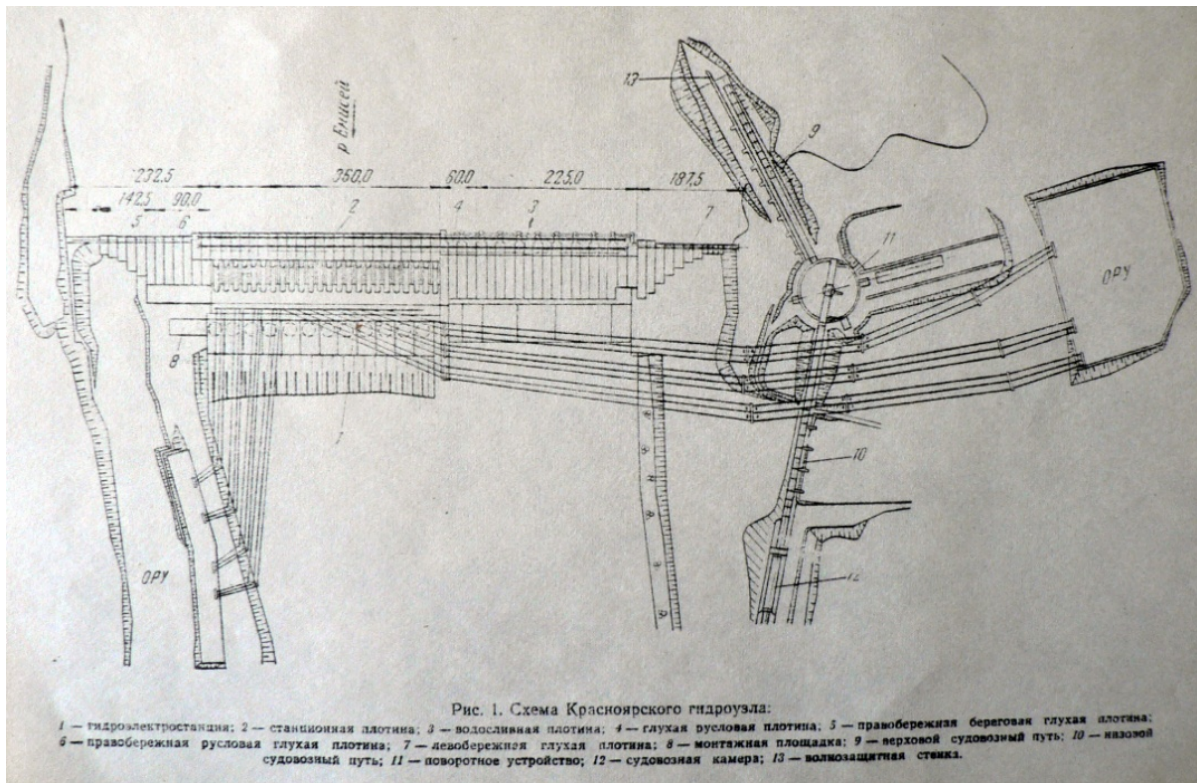 13
р Енисей
9
232.5
360,0
60.0
225.0
187,5
142.5
90.0
5
6
2
4
3
7
11
ОРУ
8
1
10
ОРУ
12
Рис. 1. Схема Красноярского гидроузла:
1 — гидроэлектростанция; 2 — станционная плотина; 3 — водосливная плотина; 4 — глухая русловая плотина; 5 — правобережная береговая глухая плотина;
6 — правобережная русловая глухая плотина; 7 — левобережная глухая плотина; 8 — монтажная площадка; 9 — верховой судовозный путь; 10 — низовой
судовозный путь; 11 — поворотное устройство; 12 — судовозная камера; 13 — волнозащитная стенка.